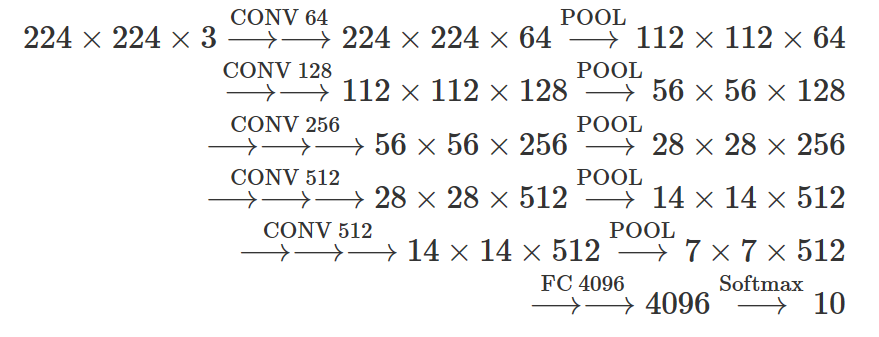 224 × 224 × 3 CONV 64 ⟶⟶ 224 × 224 × 64 POOL ⟶ 112 × 112 × 64
CONV 128 ⟶⟶ 112 × 112 × 128 POOL ⟶ 56 × 56 × 128
CONV 256 ⟶⟶⟶ 56 × 56 × 256 POOL ⟶ 28 × 28 × 256
CONV 512 ⟶⟶⟶ 28 × 28 × 512 POOL ⟶ 14 × 14 × 512
CONV 512 ⟶⟶⟶ 14 × 14 × 512 POOL ⟶ 7 × 7 × 512
FC 4096 ⟶⟶ 4096 Softmax ⟶ 10